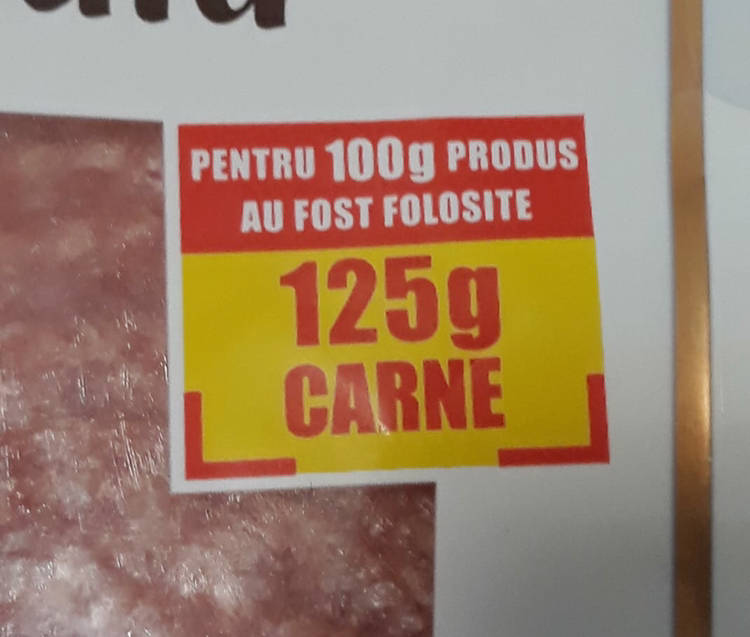 PENTRU 100g PRODUS
AU FOST FOLOSITE
125g
CARNE